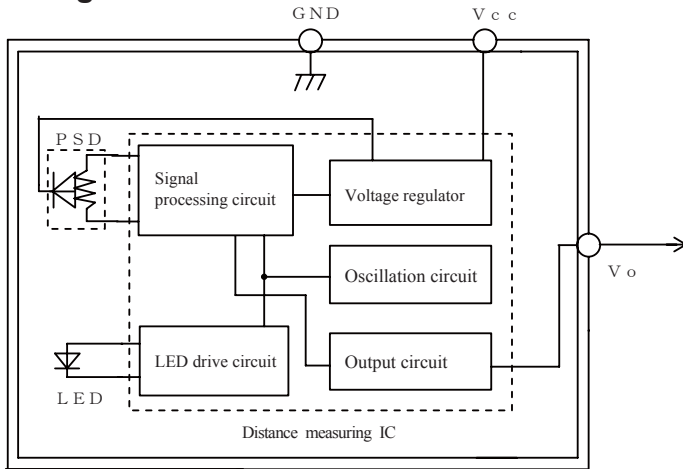 GND
Vcc
PSD
Signal
processing circuit
Voltage regulator
Oscillation circuit
Vo
LED drive circuit
Output circuit
LED
Distance measuring IC